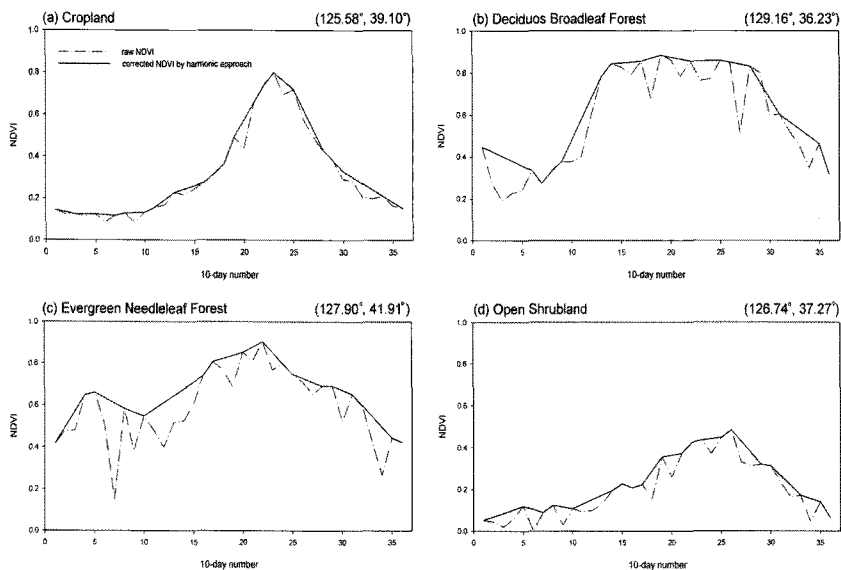 (a) Cropland (125.58°, 39.10°)
1.0
0.8
0.6
0.4
0.2
0.0
NDVI
raw NDVI
corrected NDVI by harmonic approach
0 5 10 15 20 25 30 35
10-day number
(b) Deciduos Broadleaf Forest (129.16°, 36.23°)
1.0
0.8
0.6
0.4
0.2
0.0
NDVI
0 5 10 15 20 25 30 35
10-day number
(c) Evergreen Needleleaf Forest (127.90°, 41.91°)
1.0
0.8
0.6
0.4
0.2
0.0
NDVI
0 5 10 15 20 25 30 35
10-day number
(d) Open Shrubland (126.74°, 37.27°)
1.0
0.8
0.6
0.4
0.2
0.0
NDVI
0 5 10 15 20 25 30 35
10-day number